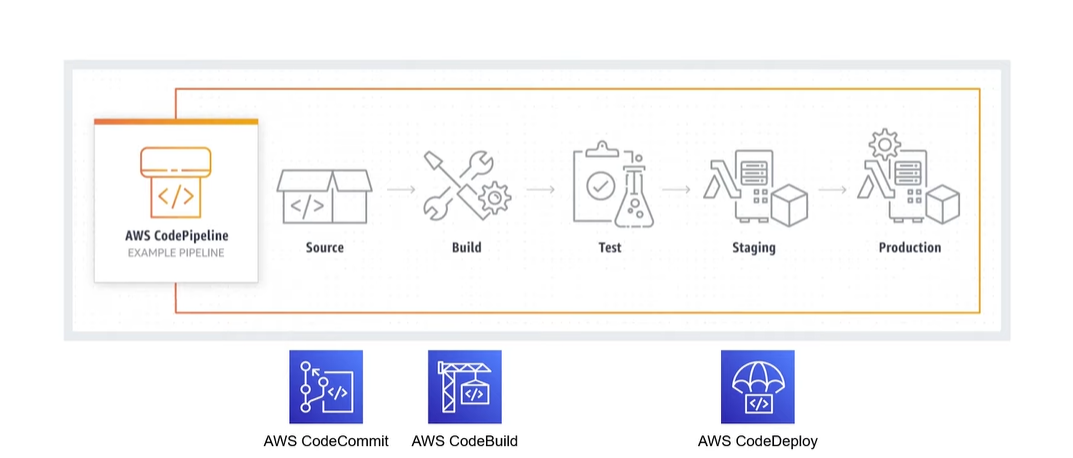 </>
AWS CodePipeline
EXAMPLE PIPELINE
</>
Source
Build
Test
Staging
Production
</>
</>
</>
AWS CodeCommit
AWS CodeBuild
AWS CodeDeploy